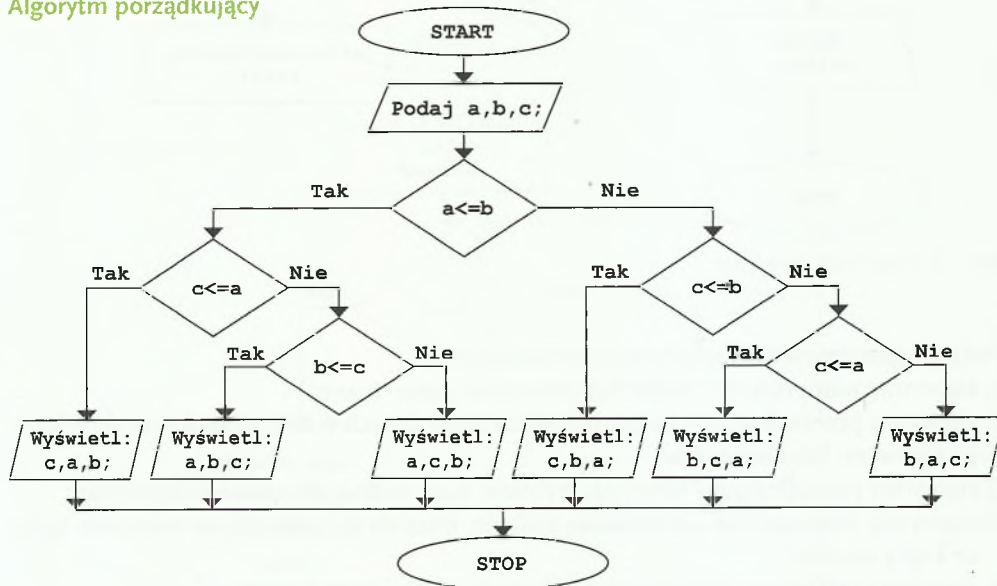 Algorytm porządkujący
START
Podaj a,b,c;
Tak
Nie
a<=b
Tak
Nie
c<=a
Tak
Nie
c<=b
Tak
Nie
b<=c
Tak
Nie
c<=a
Wyświetl:
c,a,b;
Wyświetl:
a,b,c;
Wyświetl:
a,c,b;
Wyświetl:
c,b,a;
Wyświetl:
b,c,a;
Wyświetl:
b,a,c;
STOP